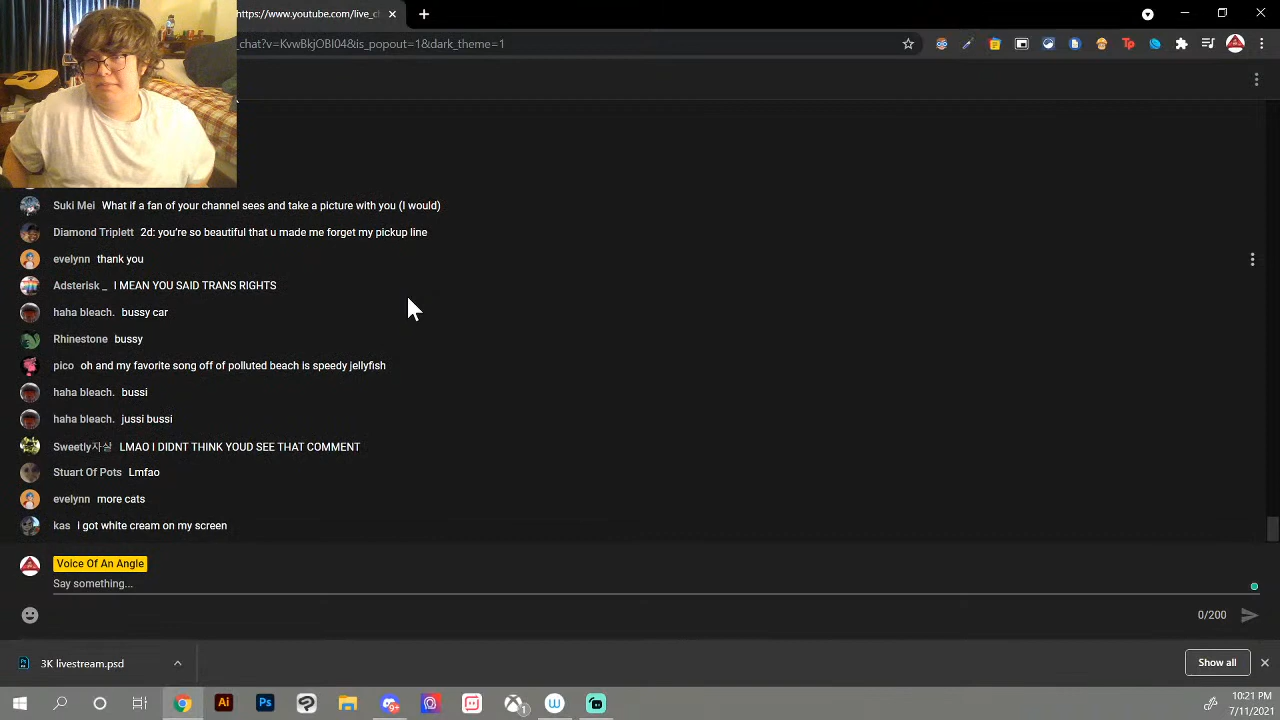 https://www.youtube.com/live_c
_chat?v=KvwBkjOBI04&is_popout=1&dark_theme=1
Suki Mei What if a fan of your channel sees and take a picture with you (I would)
Diamond Triplett 2d: you're so beautiful that u made me forget my pickup line
evelynn thank you
Adsterisk _ I MEAN YOU SAID TRANS RIGHTS
haha bleach. bussy car
Rhinestone bussy
pico oh and my favorite song off of polluted beach is speedy jellyfish
haha bleach. bussi
haha bleach. jussi bussi
Sweetly자살 LMAO I DIDNT THINK YOUD SEE THAT COMMENT
Stuart Of Pots Lmfao
evelynn more cats
kas I got white cream on my screen
Voice Of An Angle
Say something...
0/200
3K livestream.psd
Show all
10:21 PM
7/11/2021